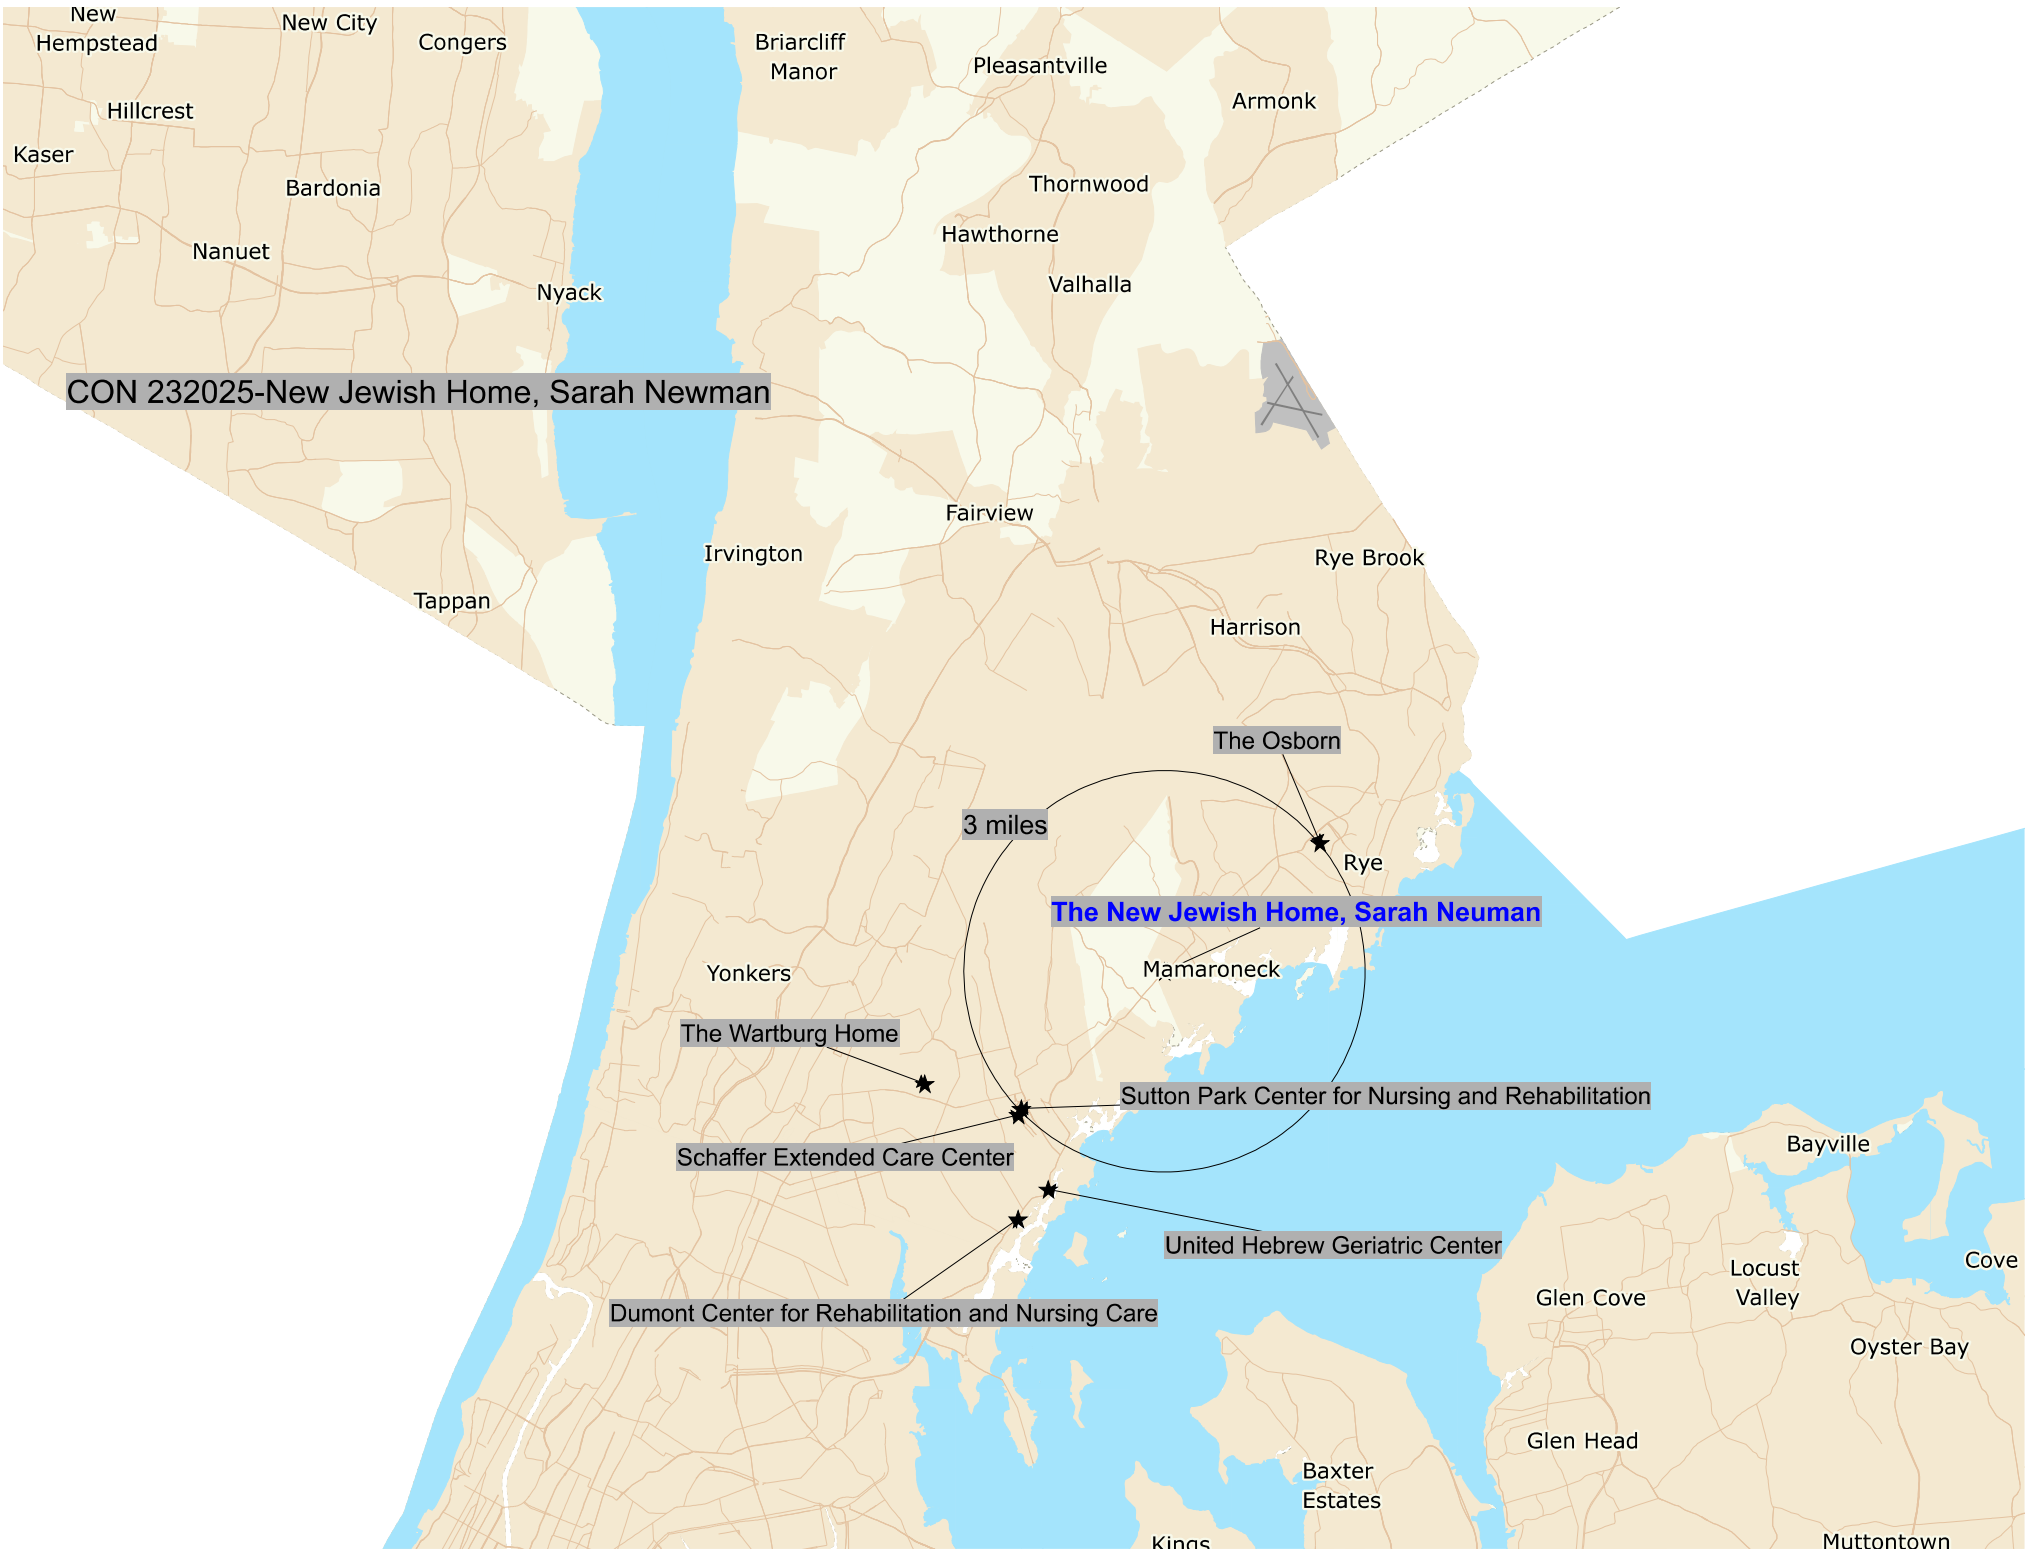 New
Hempstead
New City
Congers
Briarcliff
Manor
Pleasantville
Armonk
Hillcrest
Kaser
Bardonia
Thornwood
Hawthorne
Nanuet
Valhalla
Nyack
CON 232025-New Jewish Home, Sarah Newman
Fairview
Irvington
Rye Brook
Tappan
Harrison
The Osborn
3 miles
Rye
The New Jewish Home, Sarah Neuman
Yonkers
Mamaroneck
The Wartburg Home
Sutton Park Center for Nursing and Rehabilitation
Schaffer Extended Care Center
Bayville
United Hebrew Geriatric Center
Cove
Locust
Valley
Glen Cove
Dumont Center for Rehabilitation and Nursing Care
Oyster Bay
Glen Head
Baxter
Estates
Kings
Muttontown